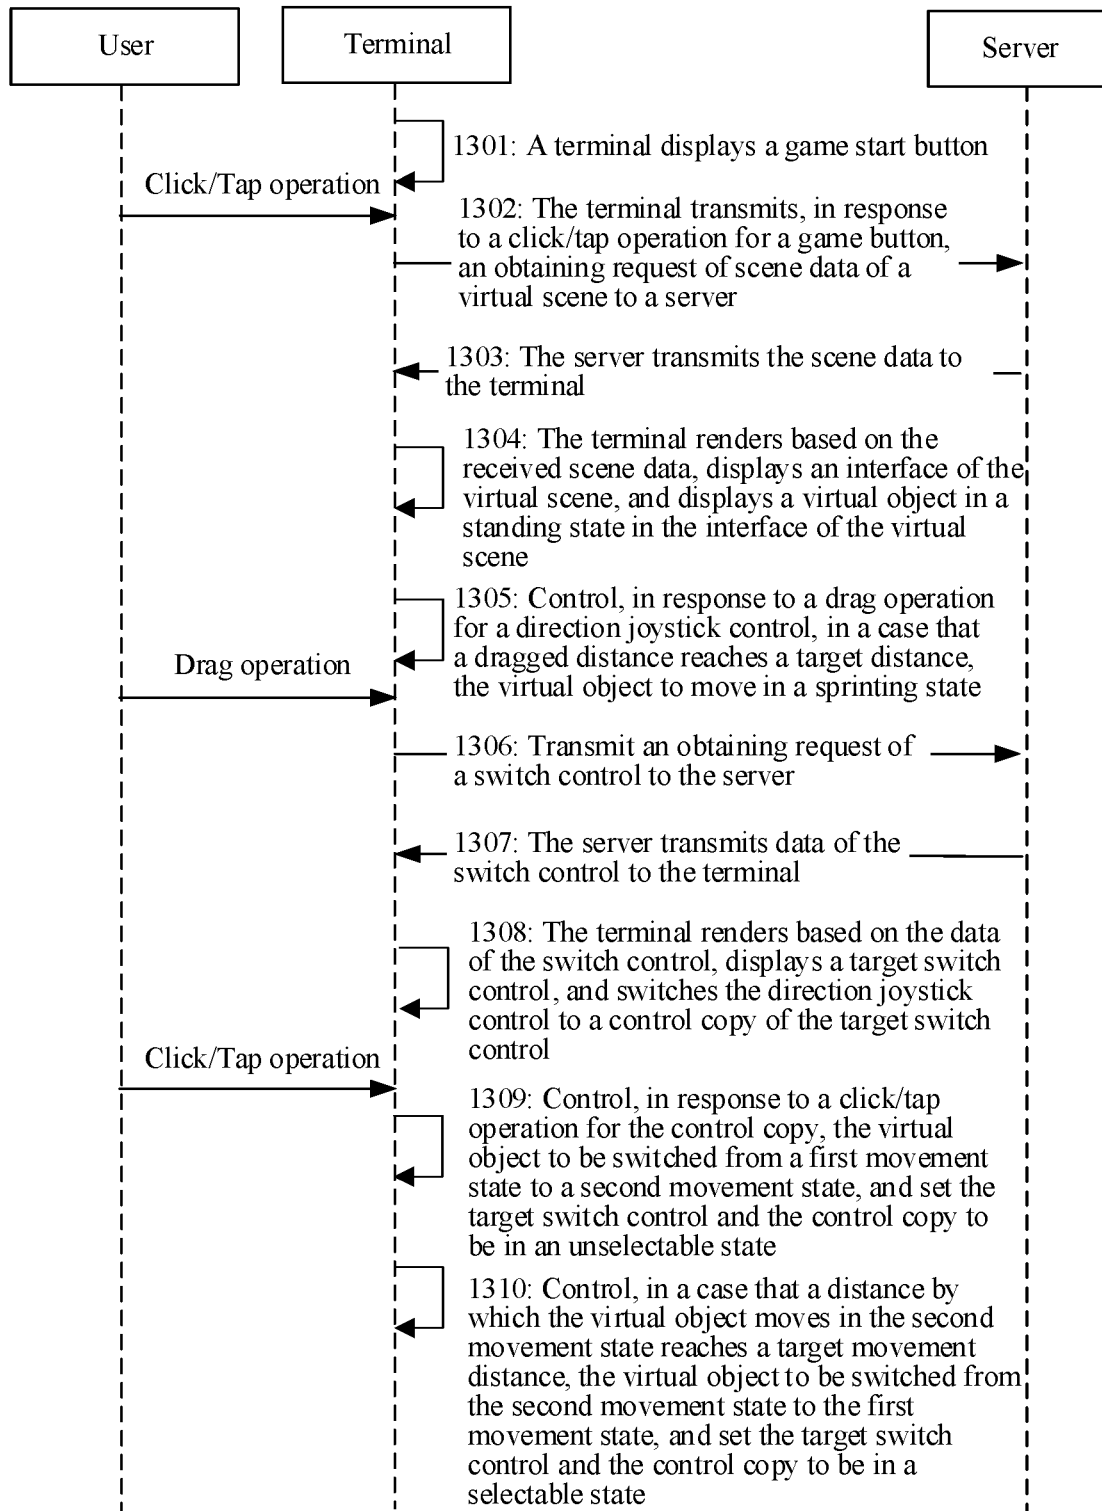 User
Terminal
Server
1301: A terminal displays a game start button
Click/Tap operation
1302: The terminal transmits, in response
to a click/tap operation for a game button,
an obtaining request of scene data of a
virtual scene to a server
1303: The server transmits the scene data to
the terminal
1304: The terminal renders based on the
received scene data, displays an interface of the
virtual scene, and displays a virtual object in a
standing state in the interface of the virtual
scene
1305: Control, in response to a drag operation
for a direction joystick control, in a case that
a dragged distance reaches a target distance,
the virtual object to move in a sprinting state
Drag operation
1306: Transmit an obtaining request of
a switch control to the server
1307: The server transmits data of the
switch control to the terminal
1308: The terminal renders based on the data
of the switch control, displays a target switch
control, and switches the direction joystick
control to a control copy of the target switch
control
Click/Tap operation
1309: Control, in response to a click/tap
operation for the control copy, the virtual
object to be switched from a first movement
state to a second movement state, and set the
target switch control and the control copy to
be in an unselectable state
1310: Control, in a case that a distance by
which the virtual object moves in the second
movement state reaches a target movement
distance, the virtual object to be switched from
the second movement state to the first
movement state, and set the target switch
control and the control copy to be in a
selectable state